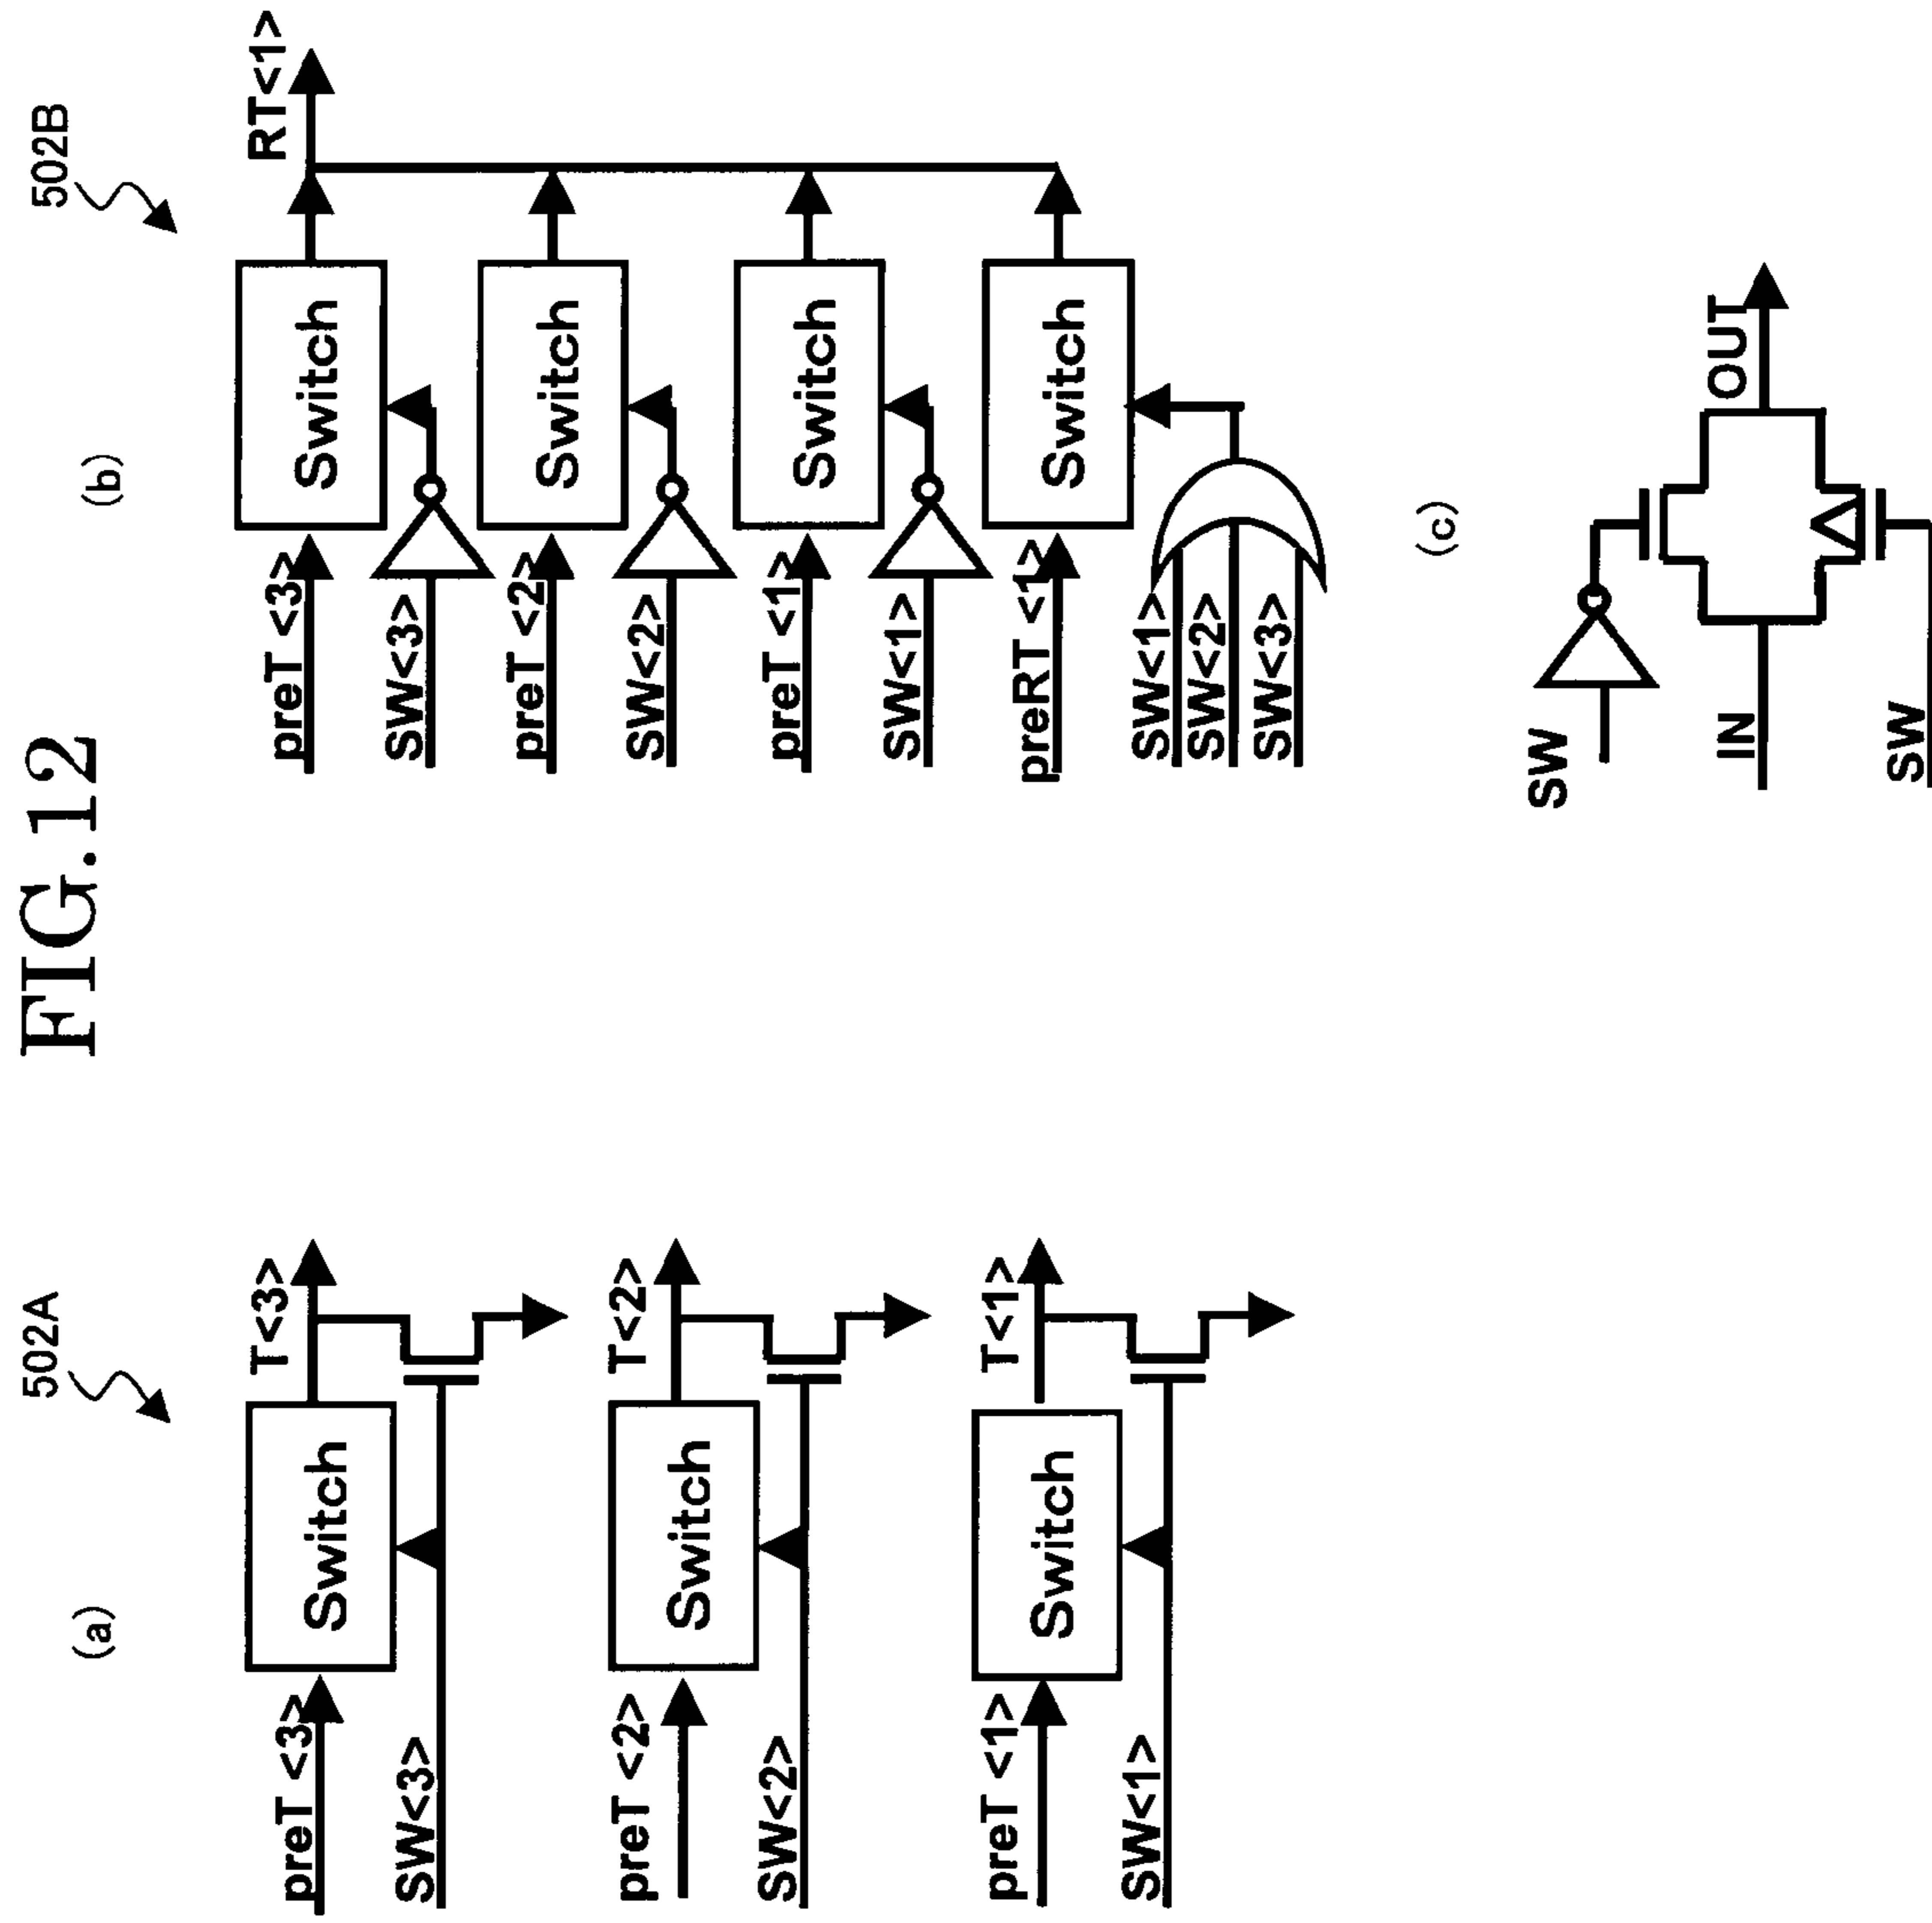 FIG.12
(a)
502A
preT <3>
Switch
T<3>
SW<3>
preT <2>
Switch
T<2>
SW<2>
preT <1>
Switch
T<1>
SW<1>
(b)
502B
preT <3>
Switch
RT<1>
SW<3>
preT <2>
Switch
SW<2>
preT <1>
Switch
SW<1>
preRT <1>
Switch
SW<1>
SW<2>
SW<3>
(c)
SW
IN
OUT
SW